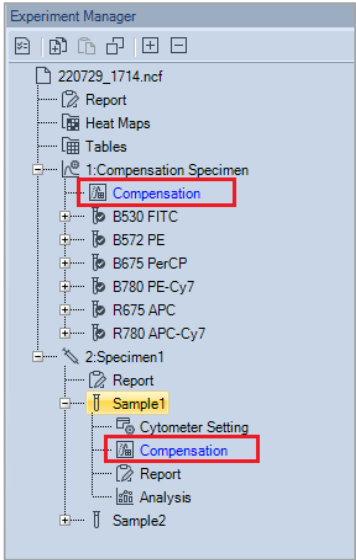 Experiment Manager
220729_1714.ncf
Report
Heat Maps
Tables
1:Compensation Specimen
Compensation
B530 FITC
B572 PE
B675 PerCP
B780 PE-Cy7
R675 APC
R780 APC-Cy7
2:Specimen1
Report
Sample1
Cytometer Setting
Compensation
Report
Analysis
Sample2